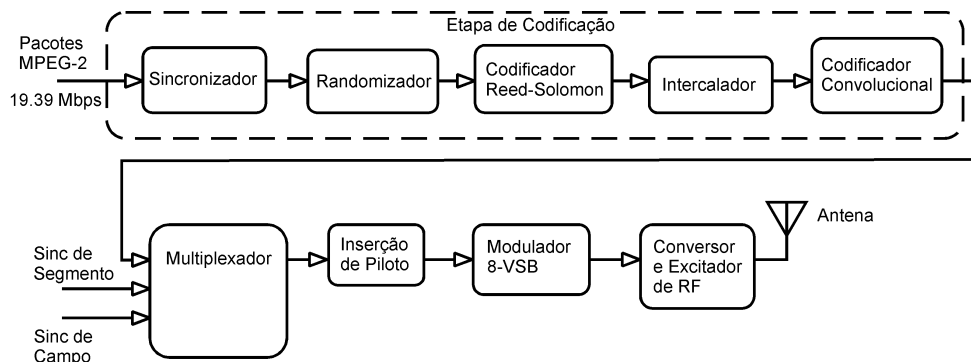 Etapa de Codificação
Pacotes
MPEG-2
19.39 Mbps
Sincronizador
Randomizador
Codificador
Reed-Solomon
Intercalador
Codificador
Convolucional
Sinc de
Segmento
Sinc de
Campo
Multiplexador
Inserção
de Piloto
Modulador
8-VSB
Conversor
e Excitador
de RF
Antena